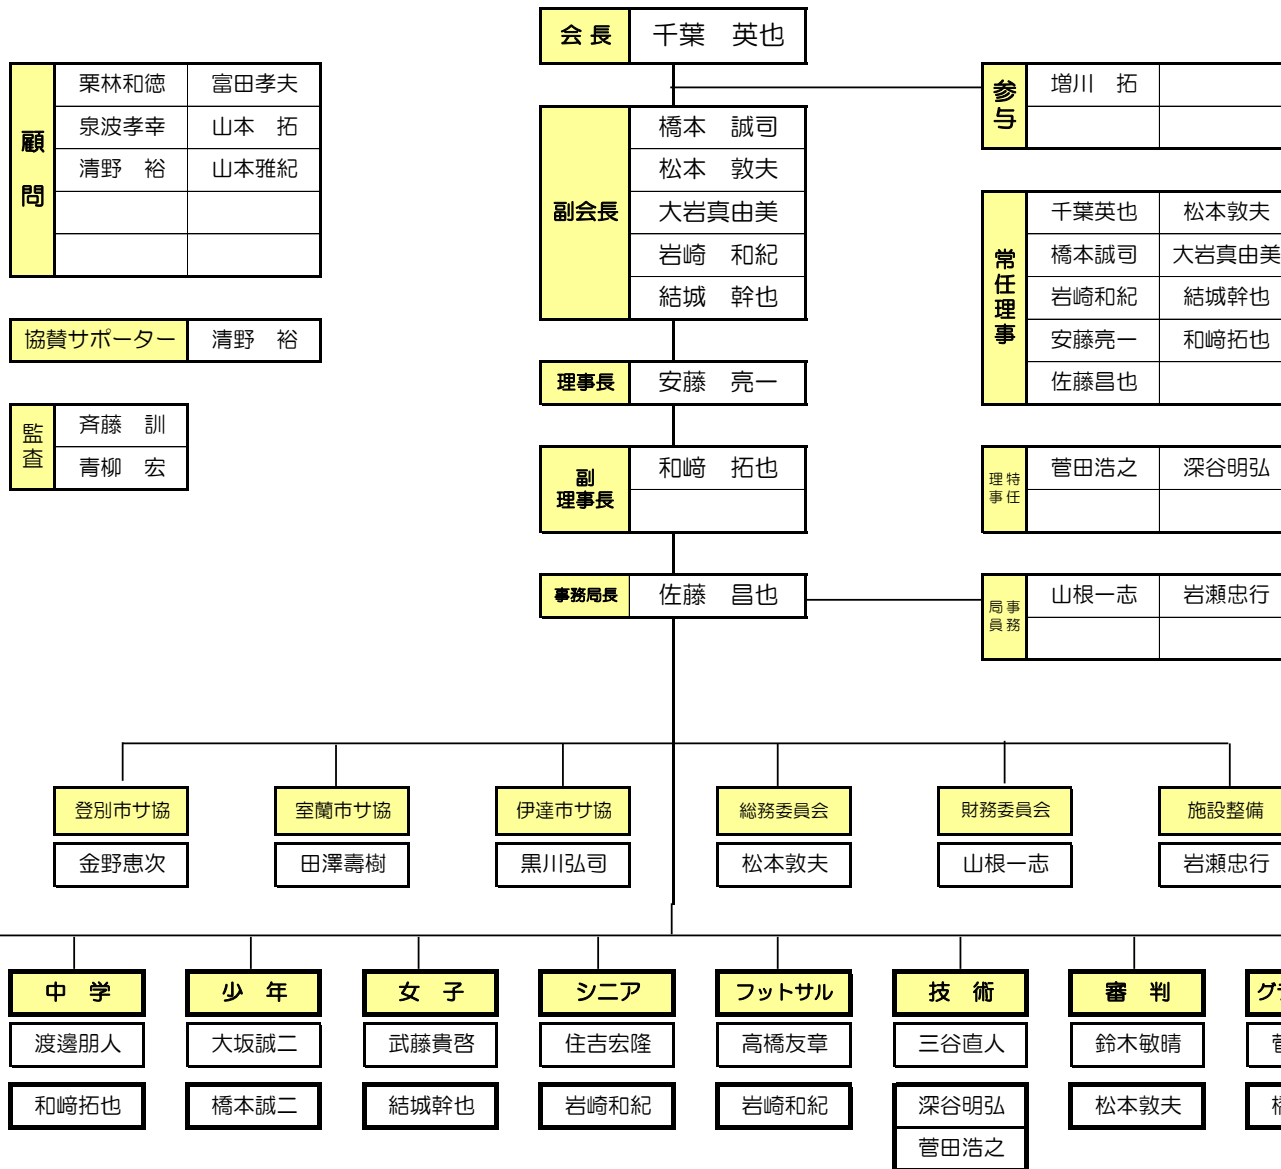 会 長 千葉　英也
顧問
栗林和徳 富田孝夫
泉波孝幸 山本　拓
清野　裕 山本雅紀
協賛サポーター 清野　裕
監査
斉藤　訓
青柳　宏
副会長
橋本　誠司
松本　敦夫
大岩真由美
岩崎　和紀
結城　幹也
理事長 安藤　亮一
副
理事長
和﨑　拓也
事務局長 佐藤　昌也
参与
増川　拓
常任理事
千葉英也 松本敦夫
橋本誠司 大岩真由美
岩崎和紀 結城幹也
安藤亮一 和﨑拓也
佐藤昌也
特任理事
菅田浩之 深谷明弘
事務局員
山根一志 岩瀬忠行
登別市サ協 室蘭市サ協 伊達市サ協 総務委員会 財務委員会 施設整備
金野恵次 田澤壽樹 黒川弘司 松本敦夫 山根一志 岩瀬忠行
中　学 少　年 女　子 シニア フットサル 技　術 審　判
渡邊朋人 大坂誠二 武藤貴啓 住吉宏隆 高橋友章 三谷直人 鈴木敏晴
和﨑拓也 橋本誠二 結城幹也 岩崎和紀 岩崎和紀 深谷明弘 松本敦夫
菅田浩之